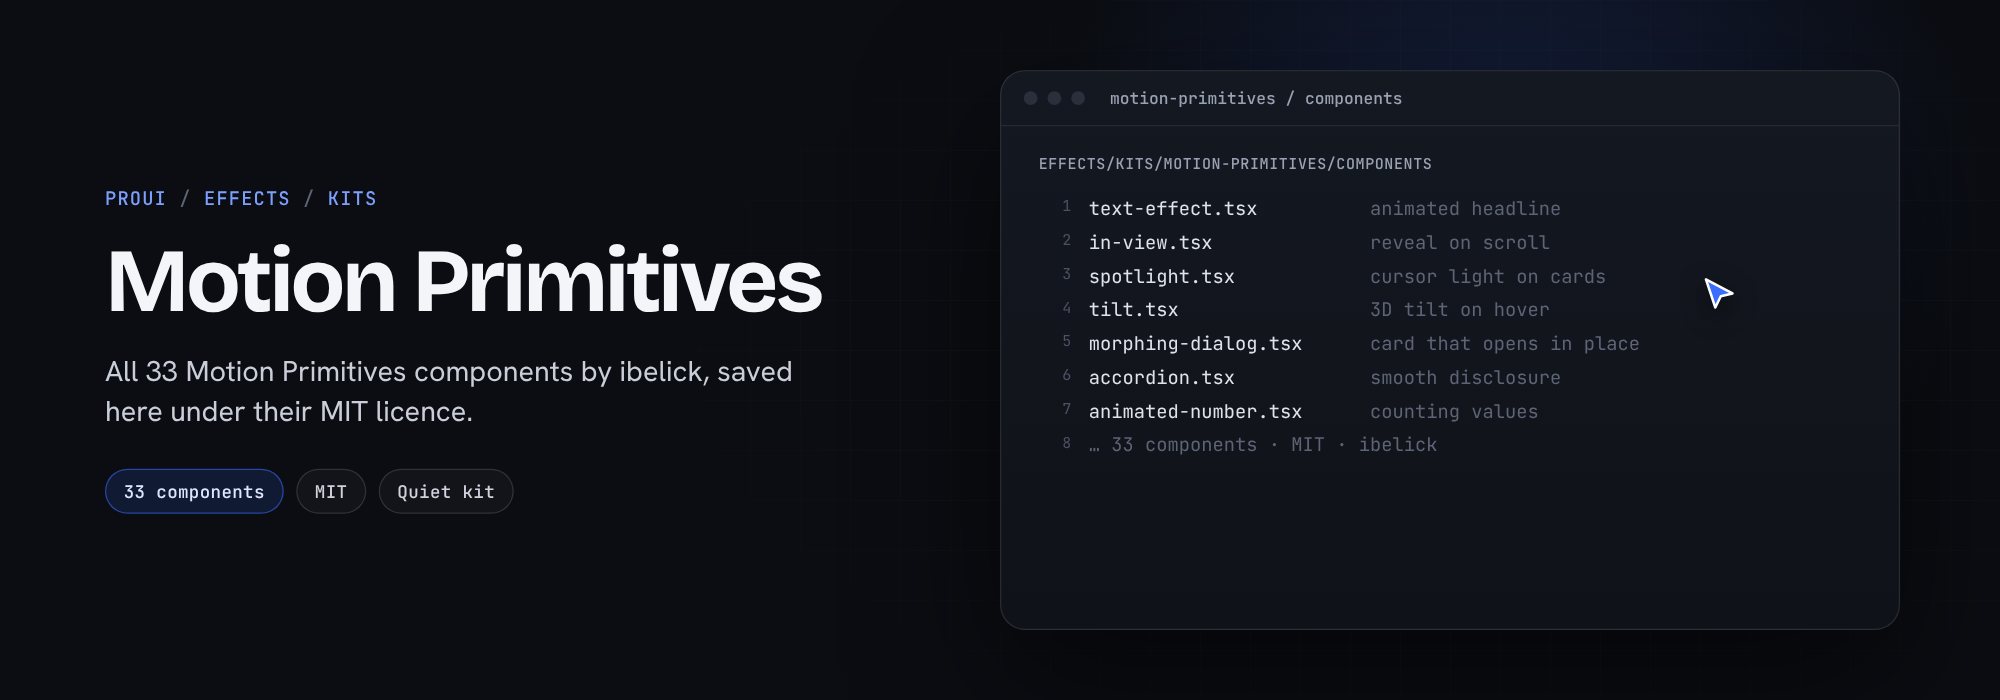 PROUI / EFFECTS / KITS
Motion Primitives
All 33 Motion Primitives components by ibelick, saved
here under their MIT licence.
33 components
MIT
Quiet kit
motion-primitives / components
EFFECTS/KITS/MOTION-PRIMITIVES/COMPONENTS
1 text-effect.tsx animated headline
2 in-view.tsx reveal on scroll
3 spotlight.tsx cursor light on cards
4 tilt.tsx 3D tilt on hover
5 morphing-dialog.tsx card that opens in place
6 accordion.tsx smooth disclosure
7 animated-number.tsx counting values
8 … 33 components · MIT · ibelick